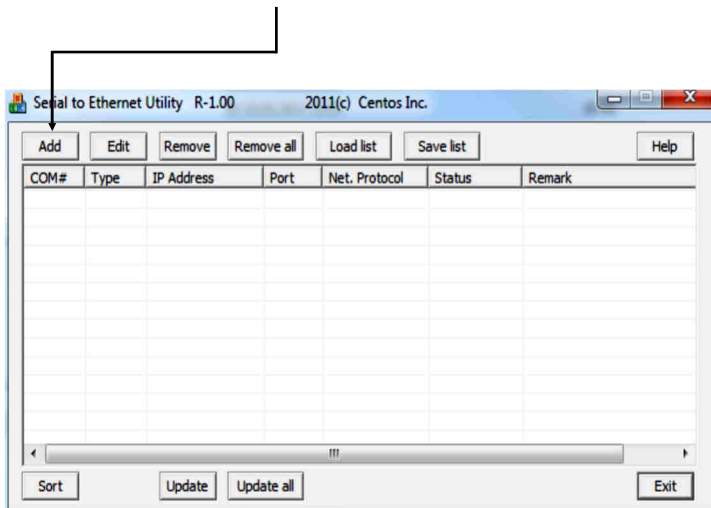 Serial to Ethernet Utility R-1.00 2011(c) Centos Inc.
Add Edit Remove Remove all Load list Save list Help
COM# Type IP Address Port Net. Protocol Status Remark
Sort Update Update all Exit